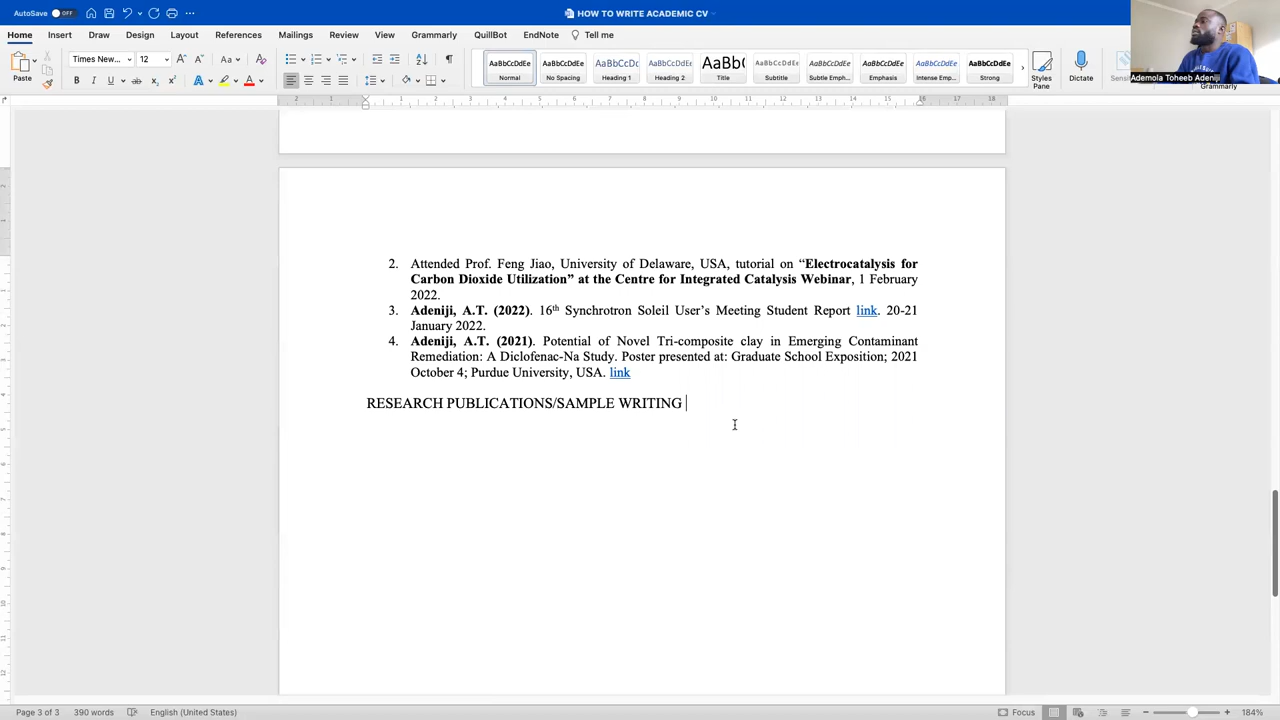 AutoSave OFF
HOW TO WRITE ACADEMIC CV
Home Insert Draw Design Layout References Mailings Review View Grammarly QuillBot EndNote Tell me
Paste
Times New... 12
AaBbCcDdEe AaBbCcDdEe AaBbCcDc AaBbCcDdEe AaBb( AaBbCcDdEe AaBbCcDdEe AaBbCcDdEe AaBbCcDdEe AaBbCcDdEe
Normal No Spacing Heading 1 Heading 2 Title Subtitle Subtle Emph... Emphasis Intense Emp... Strong
Styles Pane
Dictate
Grammarly
Ademola Toheeb Adeniji
2. Attended Prof. Feng Jiao, University of Delaware, USA, tutorial on “Electrocatalysis for
Carbon Dioxide Utilization” at the Centre for Integrated Catalysis Webinar, 1 February
2022.
3. Adeniji, A.T. (2022). 16th Synchrotron Soleil User’s Meeting Student Report link. 20-21
January 2022.
4. Adeniji, A.T. (2021). Potential of Novel Tri-composite clay in Emerging Contaminant
Remediation: A Diclofenac-Na Study. Poster presented at: Graduate School Exposition; 2021
October 4; Purdue University, USA. link
RESEARCH PUBLICATIONS/SAMPLE WRITING
Page 3 of 3 390 words English (United States) Focus 184%